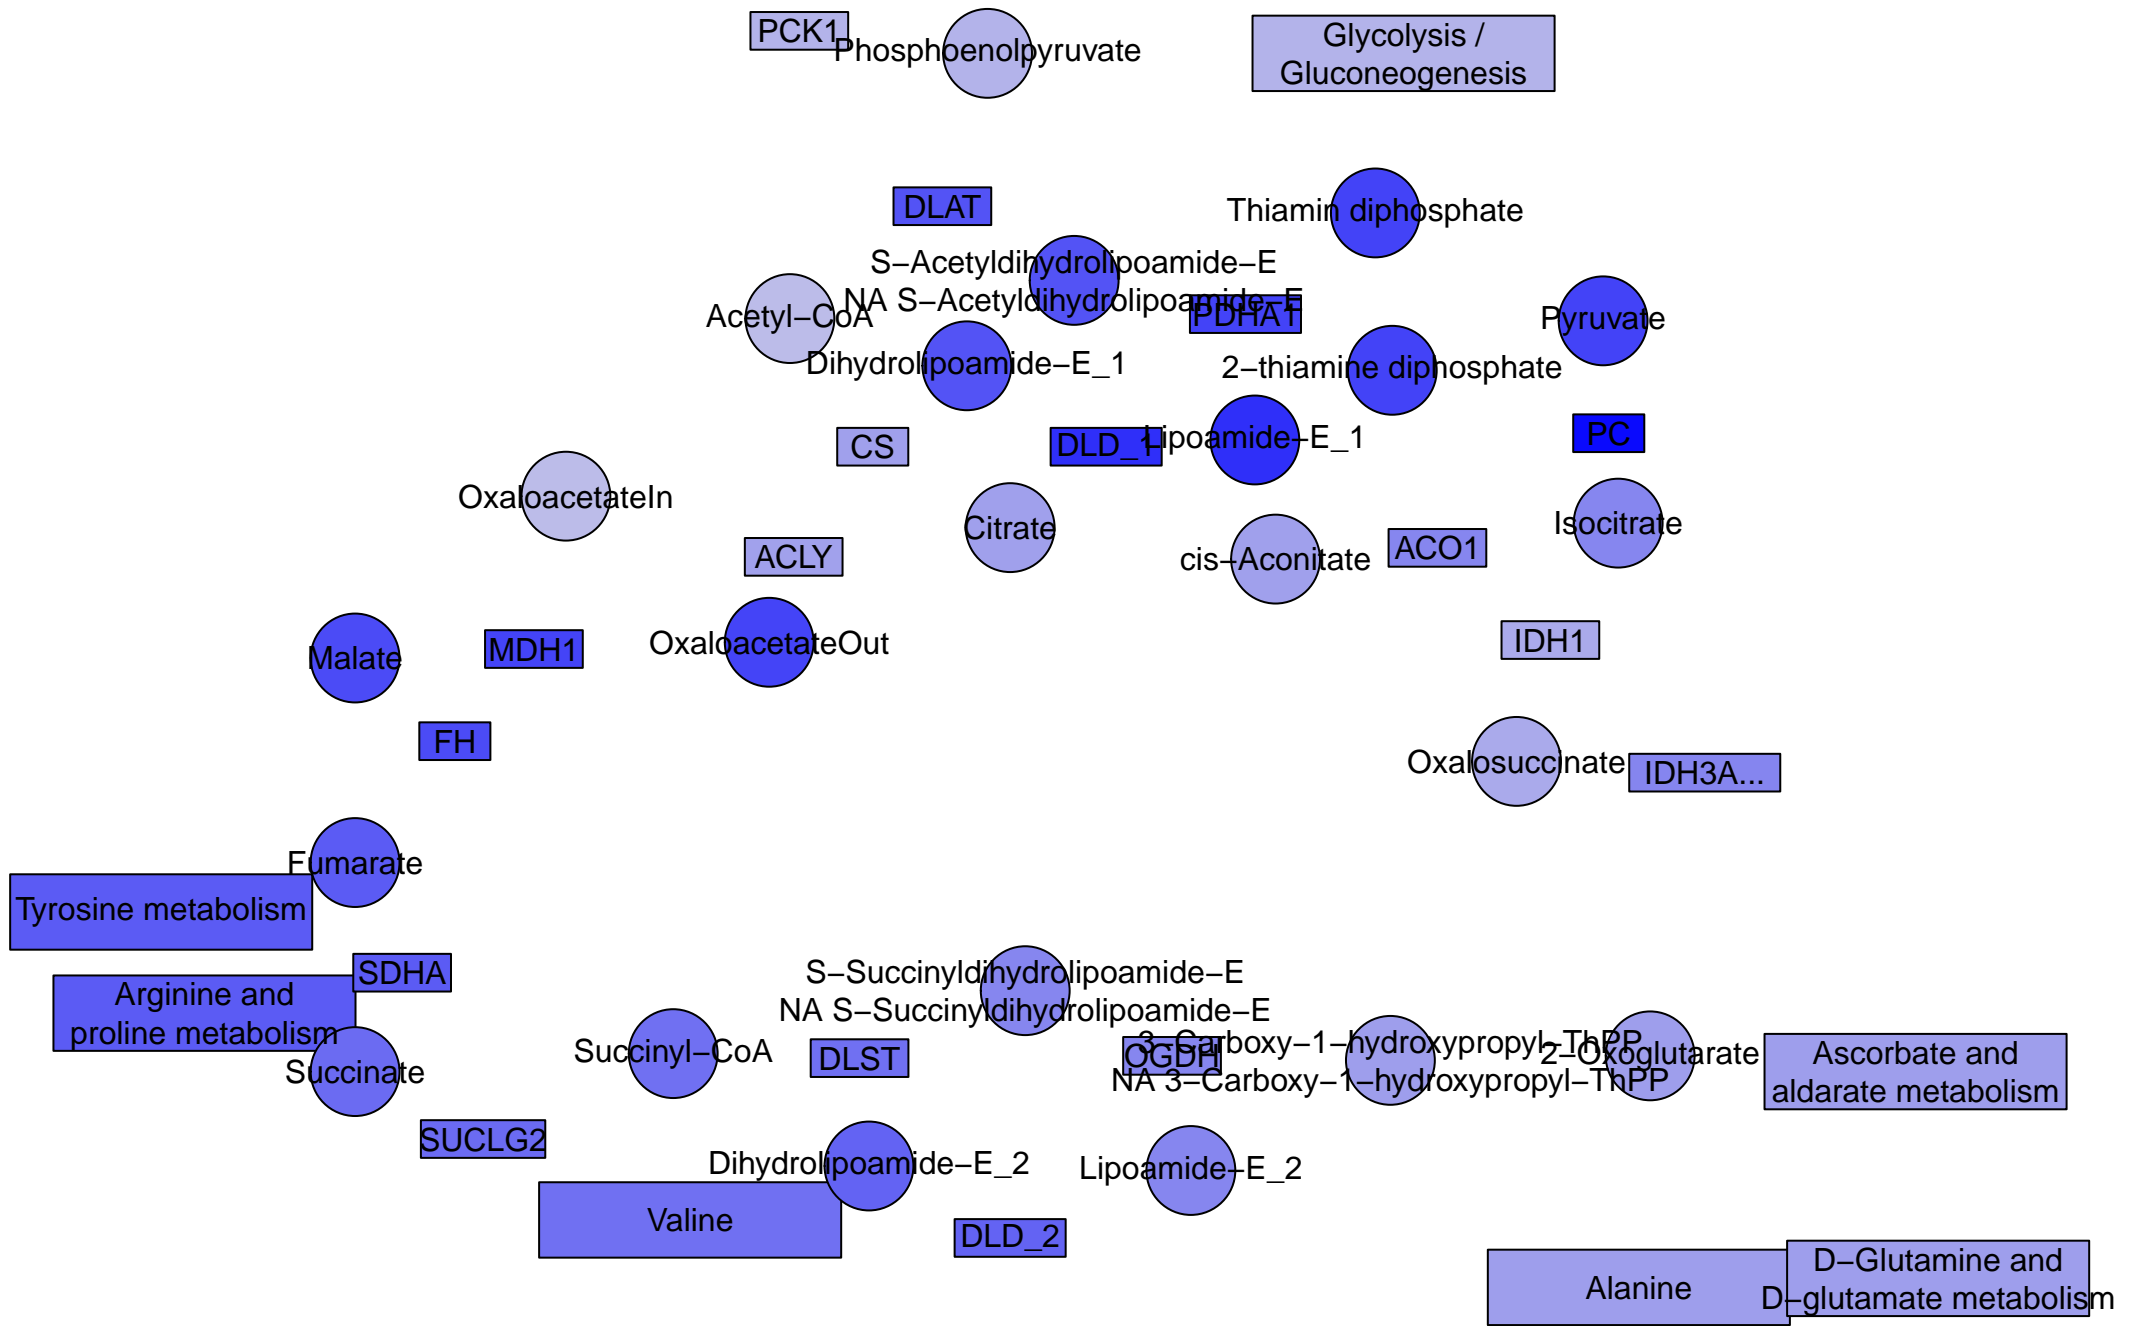 PCK1
Phosphoenolpyruvate
Glycolysis /
Gluconeogenesis
DLAT
Thiamin diphosphate
S−Acetyldihydrolipoamide−E
NA S−Acetyldihydrolipoamide−E
Acetyl−CoA
PDHA1
Pyruvate
Dihydrolipoamide−E_1
2−thiamine diphosphate
CS
DLD_1
Lipoamide−E_1
PC
OxaloacetateIn
Citrate
Isocitrate
ACLY
cis−Aconitate
ACO1
Malate
MDH1
OxaloacetateOut
IDH1
FH
Oxalosuccinate
IDH3A...
Fumarate
Tyrosine metabolism
SDHA
Arginine and
proline metabolism
S−Succinyldihydrolipoamide−E
NA S−Succinyldihydrolipoamide−E
Succinate
Succinyl−CoA
DLST
OGDH
3−Carboxy−1−hydroxypropyl−ThPP
NA 3−Carboxy−1−hydroxypropyl−ThPP
2−Oxoglutarate
Ascorbate and
aldarate metabolism
SUCLG2
Dihydrolipoamide−E_2
Lipoamide−E_2
Valine
DLD_2
Alanine
D−Glutamine and
D−glutamate metabolism